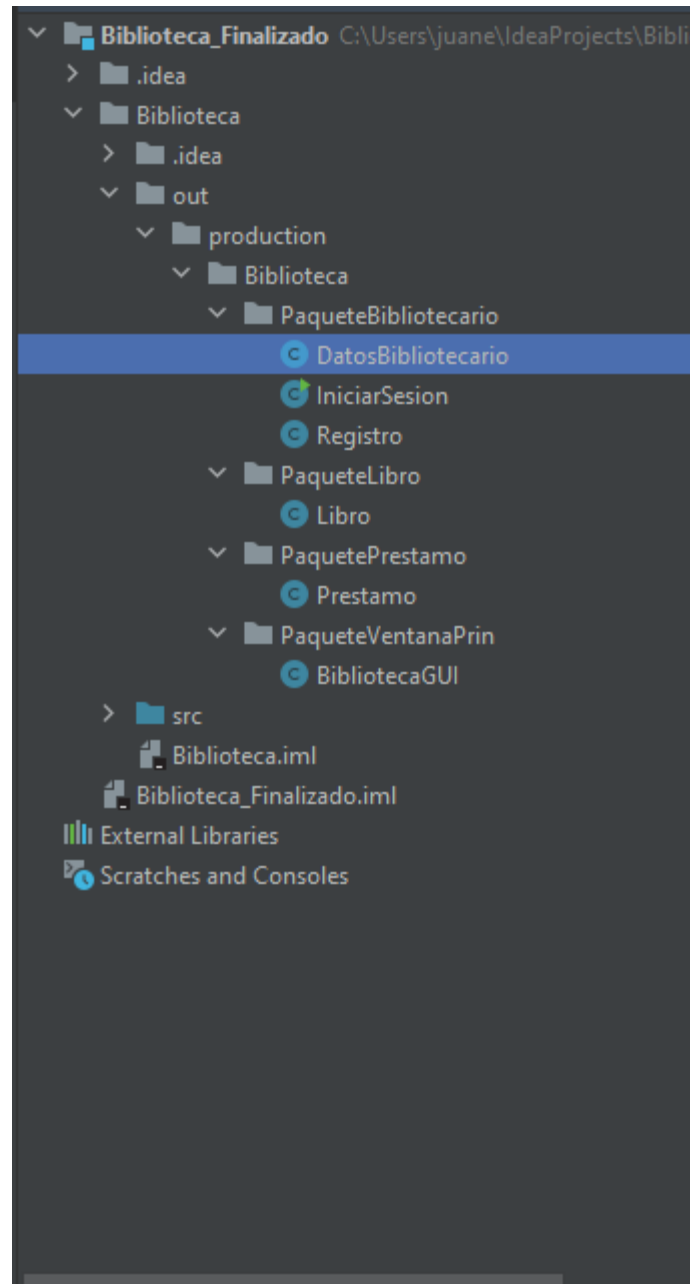 Biblioteca_Finalizado C:\Users\juane\IdeaProjects\Bibli
.idea
Biblioteca
.idea
out
production
Biblioteca
PaqueteBibliotecario
DatosBibliotecario
IniciarSesion
Registro
PaqueteLibro
Libro
PaquetePrestamo
Prestamo
PaqueteVentanaPrin
BibliotecaGUI
src
Biblioteca.iml
Biblioteca_Finalizado.iml
External Libraries
Scratches and Consoles